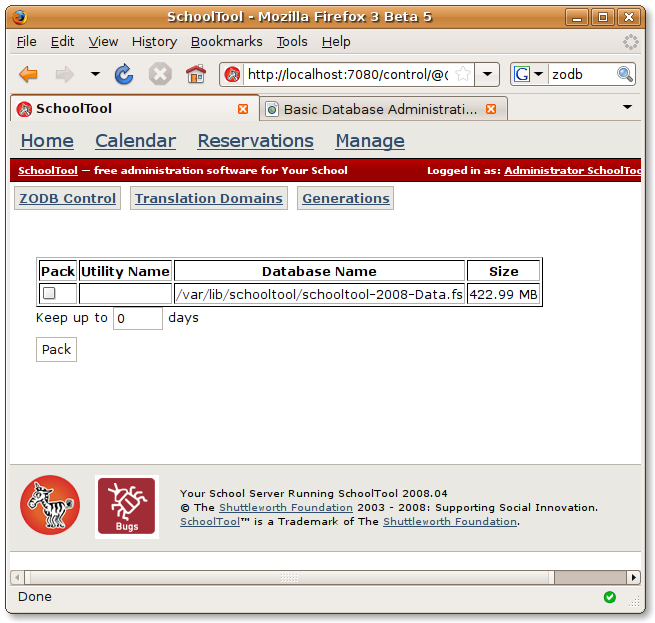 SchoolTool - Mozilla Firefox 3 Beta 5
File Edit View History Bookmarks Tools Help
http://localhost:7080/control/@( zodb
SchoolTool Basic Database Administrati...
Home Calendar Reservations Manage
SchoolTool — free administration software for Your School Logged in as: Administrator SchoolToo
ZODB Control Translation Domains Generations
Pack Utility Name Database Name Size
/var/lib/schooltool/schooltool-2008-Data.fs 422.99 MB
Keep up to 0 days
Pack
Your School Server Running SchoolTool 2008.04
© The Shuttleworth Foundation 2003 - 2008: Supporting Social Innovation.
SchoolTool™ is a Trademark of The Shuttleworth Foundation.
Bugs
Done